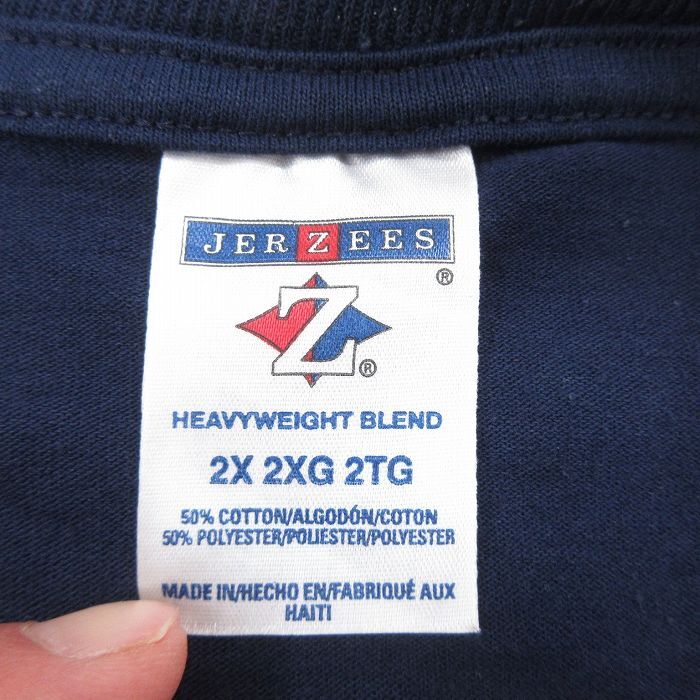 JERZEES
®
Z®
HEAVYWEIGHT BLEND
2X 2XG 2TG
50% COTTON/ALGODÓN/COTON
50% POLYESTER/POLIESTER/POLYESTER
MADE IN/HECHO EN/FABRIQUÉ AUX
HAITI